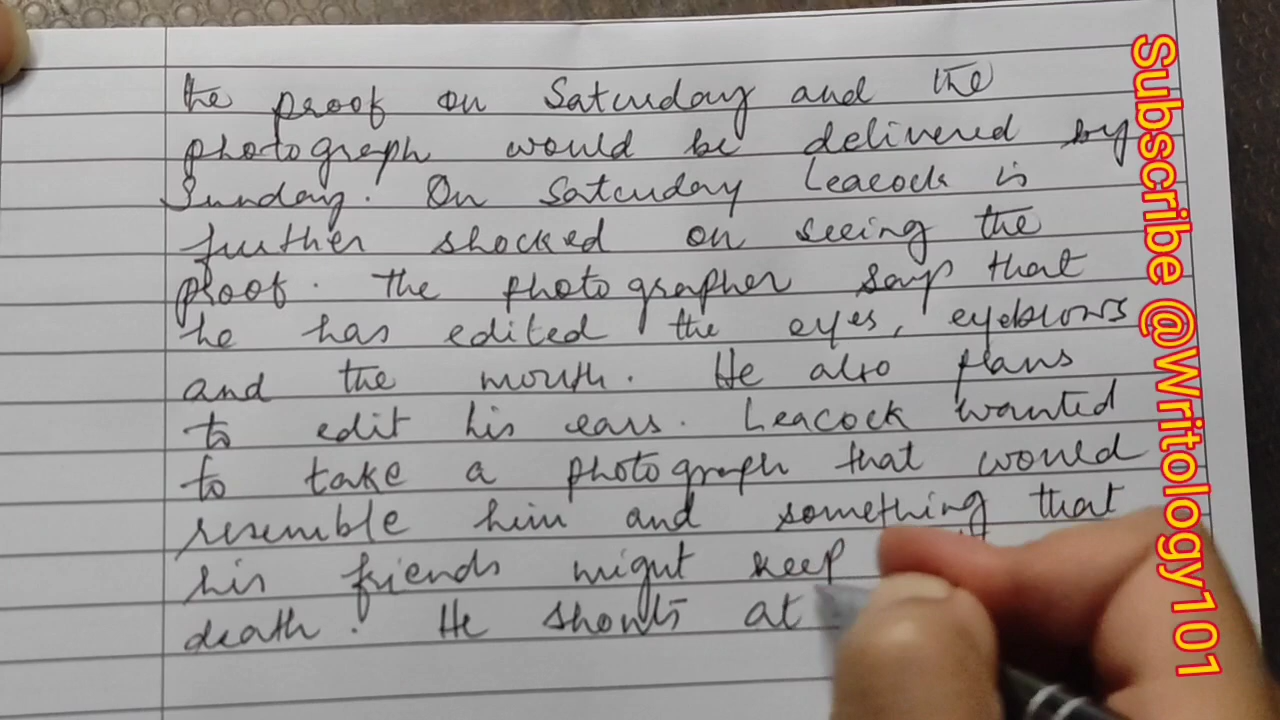 the proof on Saturday and the
photograph would be delivered by
Sunday. On Saturday Leacock is
further shocked on seeing the
proof. The photographer says that
he has edited the eyes, eyebrows
and the mouth. He also plans
to edit his ears. Leacock wanted
to take a photograph that would
resemble him and something that
his friends might keep
death. He shouts at
Subscribe @Writology101